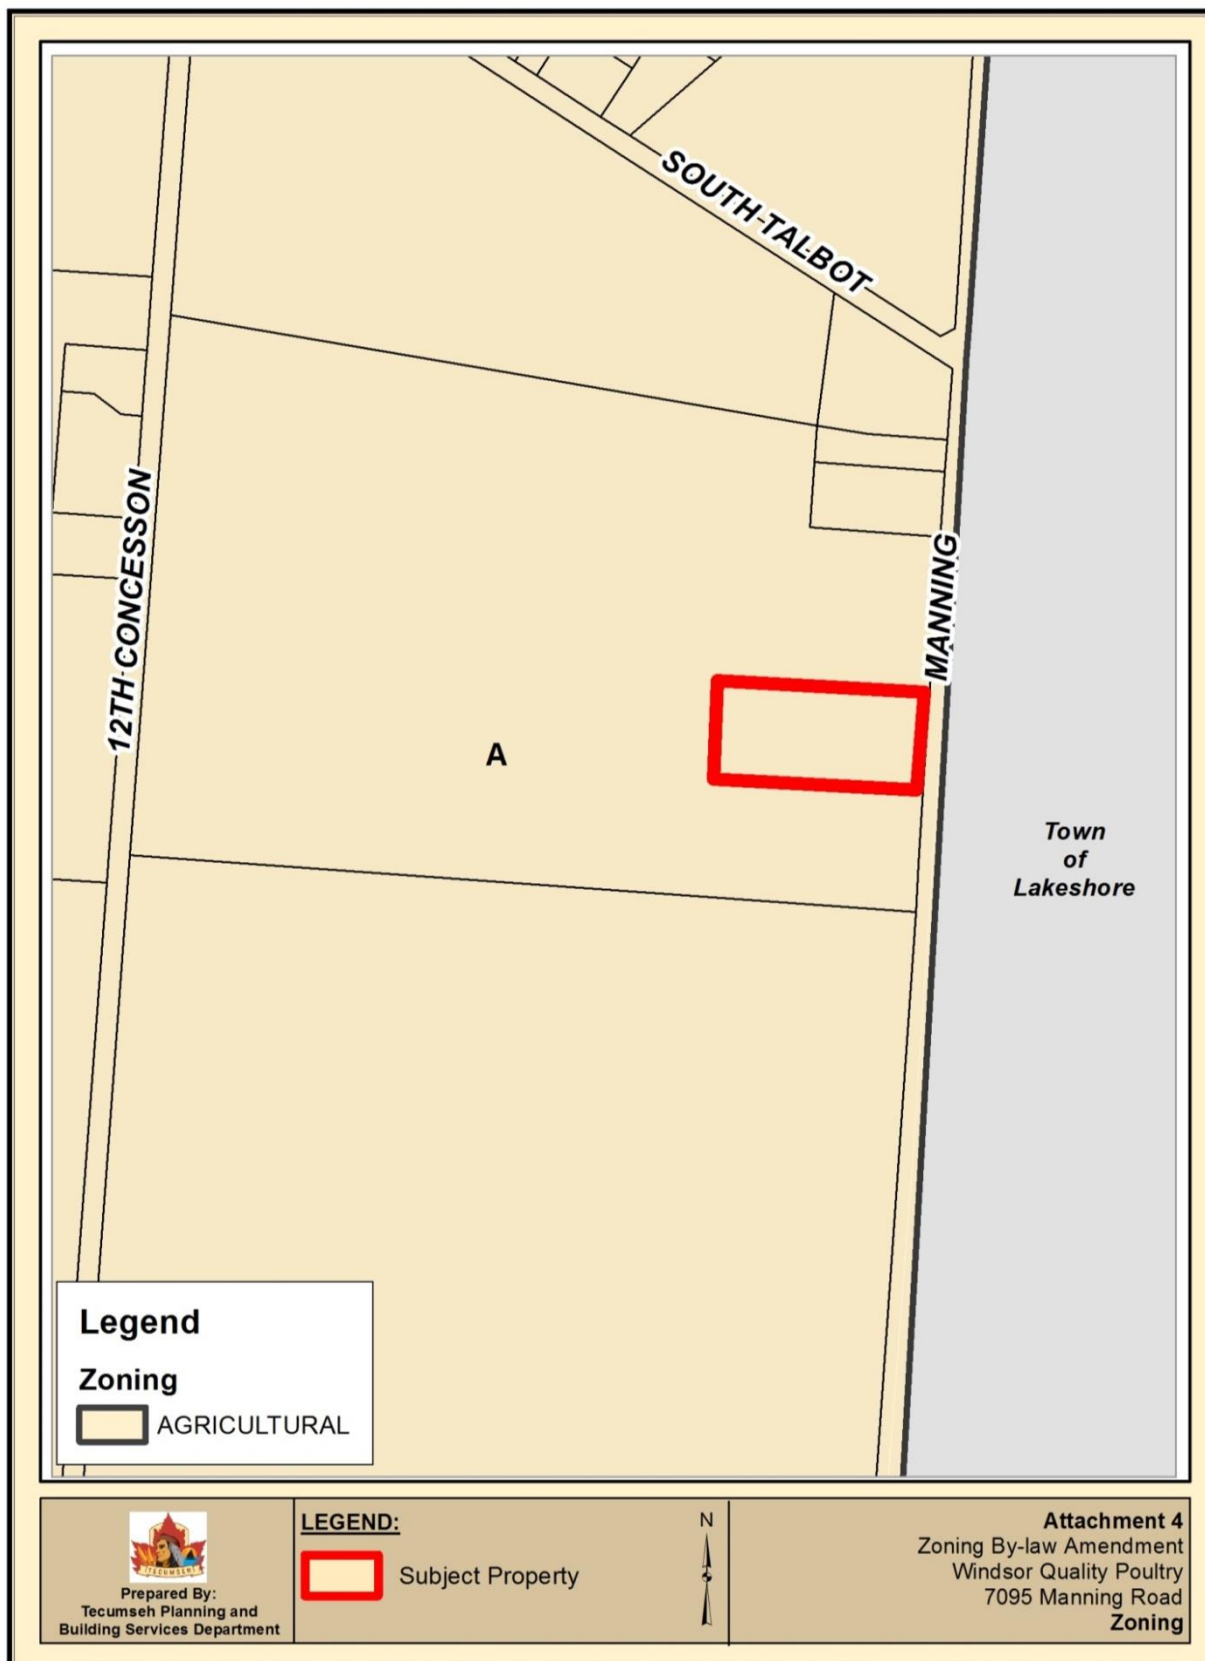 SOUTH TALBOT
12TH CONCESSON
MANNING
A
Town
of
Lakeshore
Legend
Zoning
AGRICULTURAL
TECUMSEH
Prepared By:
Tecumseh Planning and
Building Services Department
LEGEND:
Subject Property
N
Attachment 4
Zoning By-law Amendment
Windsor Quality Poultry
7095 Manning Road
Zoning